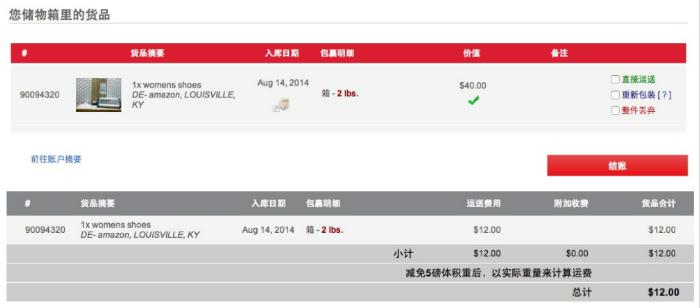 您储物箱里的货品
# 货品摘要 入库日期 包裹明细 价值 备注
90094320 1x womens shoes Aug 14, 2014 箱 - 2 lbs. $40.00 直接运送
DE- amazon, LOUISVILLE, 重新包装 [ ? ]
KY 整件丢弃
前往账户摘要 结账
# 货品摘要 入库日期 包裹明细 运送费用 附加收费 货品合计
90094320 1x womens shoes Aug 14, 2014 箱 - 2 lbs. $12.00 $12.00
DE- amazon, LOUISVILLE, KY
小计 $12.00 $0.00 $12.00
减免5磅体积重后，以实际重量来计算运费
总计 $12.00